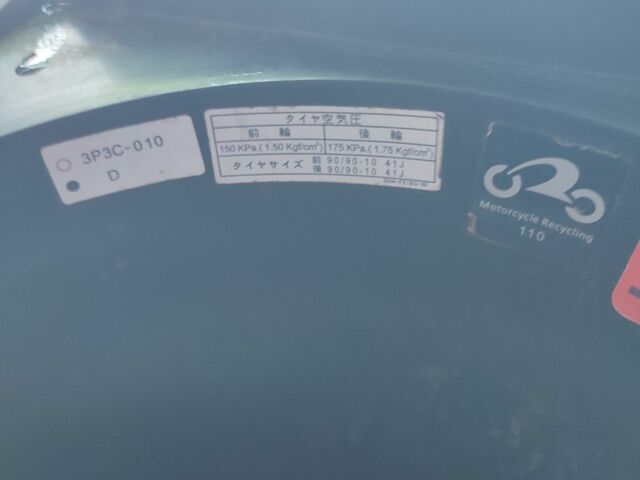 3P3C-010
D
タイヤ空気圧
前輪 後輪
150 KPa.(1.50 Kgf/cm²) 175 KPa.(1.75 Kgf/cm²)
タイヤサイズ 前 90/90-10 41J
後 90/90-10 41J
Motorcycle Recycling
110